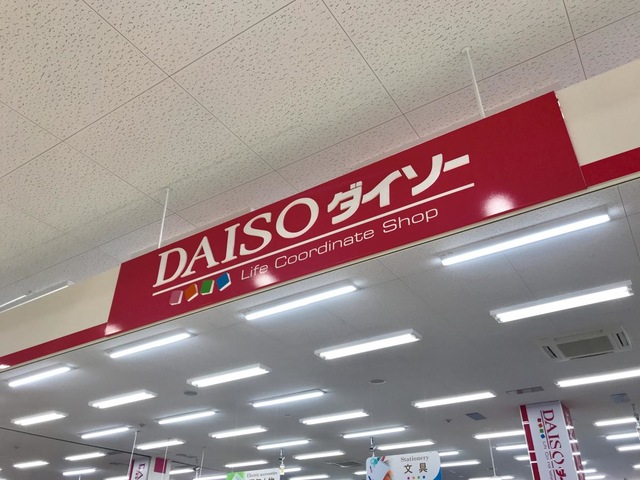 DAISO ダイソー
Life Coordinate Shop
DAISO
文具
Stationery